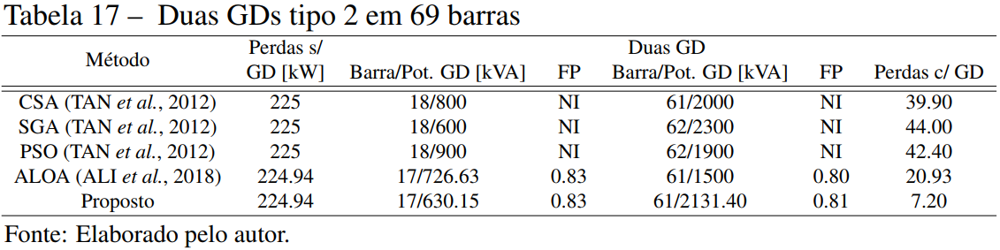 Tabela 17 – Duas GDs tipo 2 em 69 barras
Método Perdas s/ GD [kW] Duas GD
Barra/Pot. GD [kVA] FP Barra/Pot. GD [kVA] FP Perdas c/ GD
CSA (TAN et al., 2012) 225 18/800 NI 61/2000 NI 39.90
SGA (TAN et al., 2012) 225 18/600 NI 62/2300 NI 44.00
PSO (TAN et al., 2012) 225 18/900 NI 62/1900 NI 42.40
ALOA (ALI et al., 2018) 224.94 17/726.63 0.83 61/1500 0.80 20.93
Proposto 224.94 17/630.15 0.83 61/2131.40 0.81 7.20
Fonte: Elaborado pelo autor.